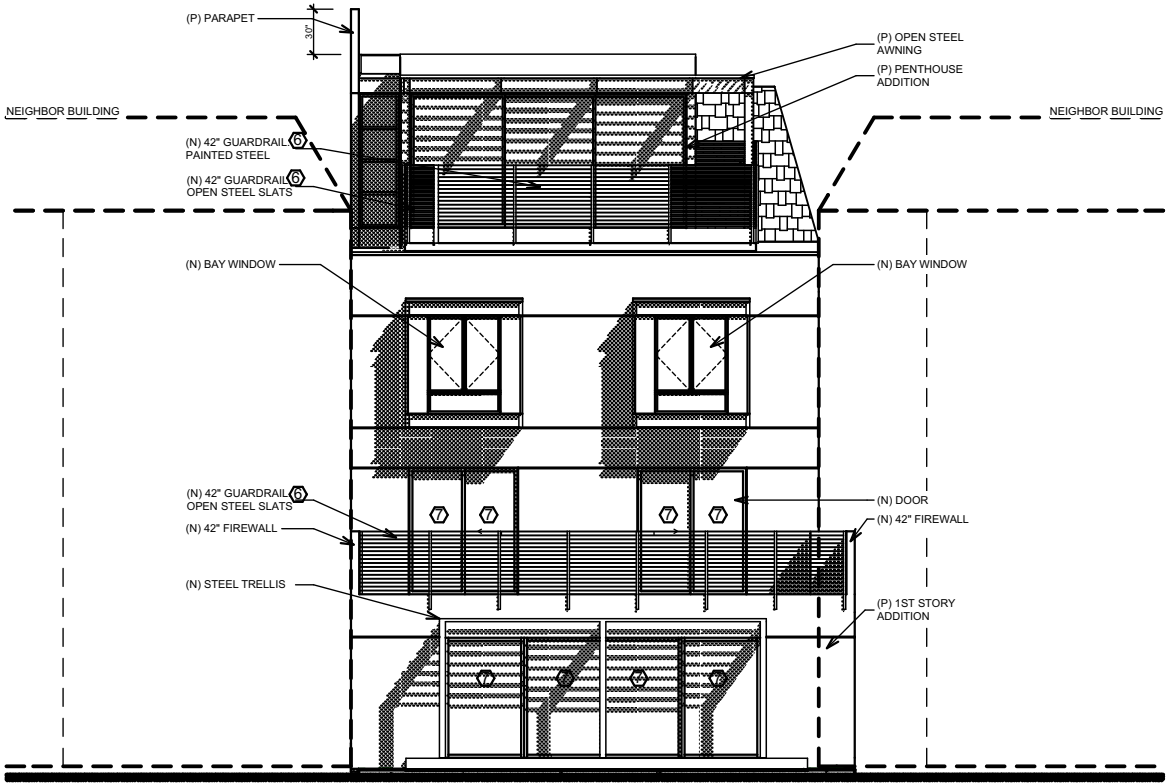 (P) PARAPET
30"
(P) OPEN STEEL
AWNING
(P) PENTHOUSE
ADDITION
NEIGHBOR BUILDING
NEIGHBOR BUILDING
(N) 42" GUARDRAIL 6
PAINTED STEEL
(N) 42" GUARDRAIL 6
OPEN STEEL SLATS
(N) BAY WINDOW
(N) BAY WINDOW
(N) 42" GUARDRAIL 6
OPEN STEEL SLATS
(N) DOOR
7 7 7 7
(N) 42" FIREWALL
(N) 42" FIREWALL
(N) STEEL TRELLIS
(P) 1ST STORY
ADDITION
7 7 7 7